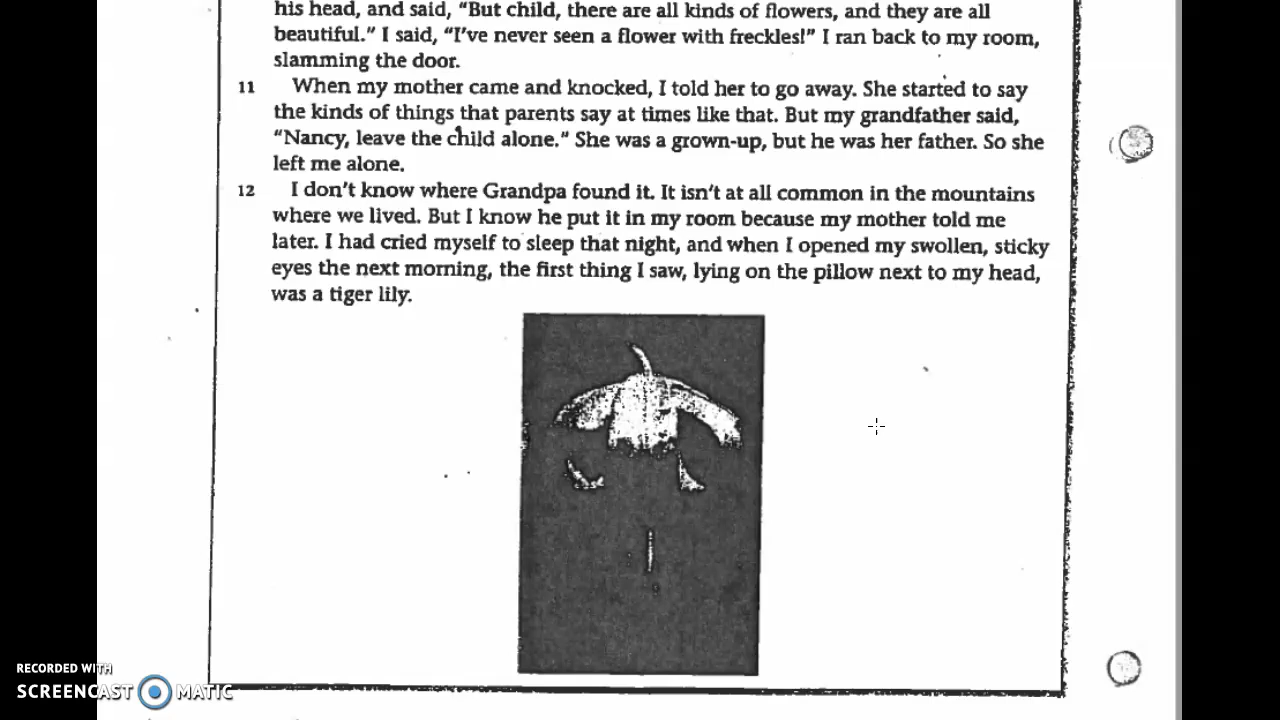 his head, and said, “But child, there are all kinds of flowers, and they are all
beautiful.” I said, “I’ve never seen a flower with freckles!” I ran back to my room,
slamming the door.
11 When my mother came and knocked, I told her to go away. She started to say
the kinds of things that parents say at times like that. But my grandfather said,
“Nancy, leave the child alone.” She was a grown-up, but he was her father. So she
left me alone.
12 I don’t know where Grandpa found it. It isn’t at all common in the mountains
where we lived. But I know he put it in my room because my mother told me
later. I had cried myself to sleep that night, and when I opened my swollen, sticky
eyes the next morning, the first thing I saw, lying on the pillow next to my head,
was a tiger lily.
RECORDED WITH
SCREENCAST MATIC